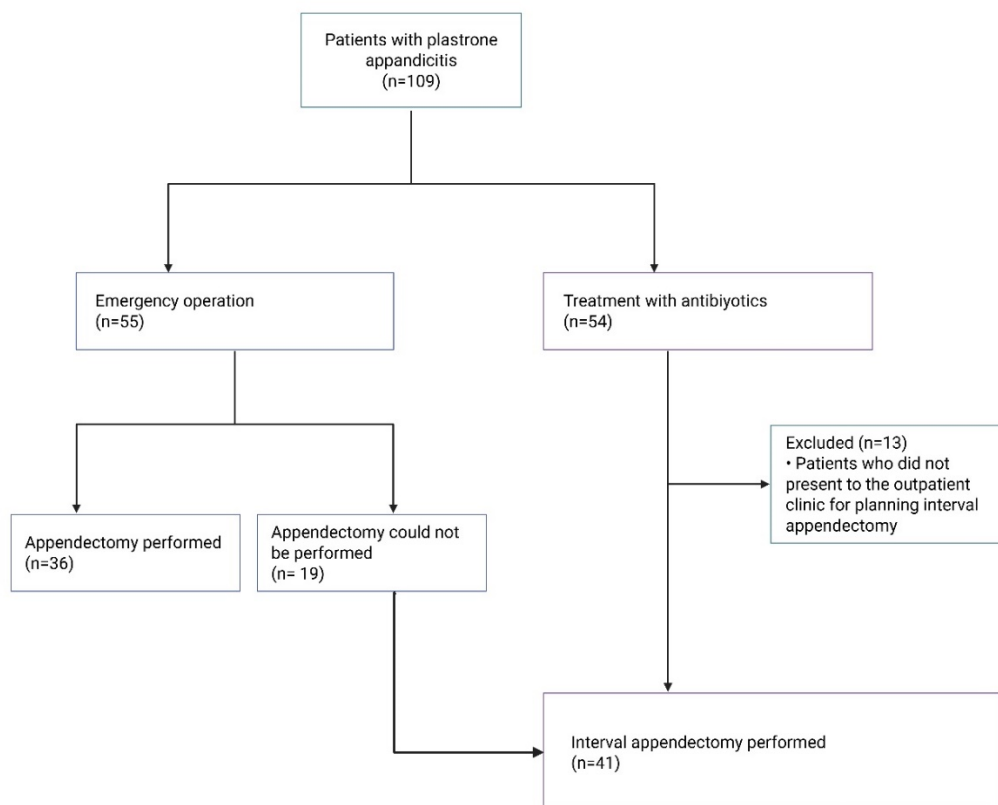 Patients with plastrone
appandicitis
(n=109)
Emergency operation
(n=55)
Treatment with antibiyotics
(n=54)
Excluded (n=13)
• Patients who did not
present to the outpatient
clinic for planning interval
appendectomy
Appendectomy performed
(n=36)
Appendectomy could not
be performed
(n= 19)
Interval appendectomy performed
(n=41)